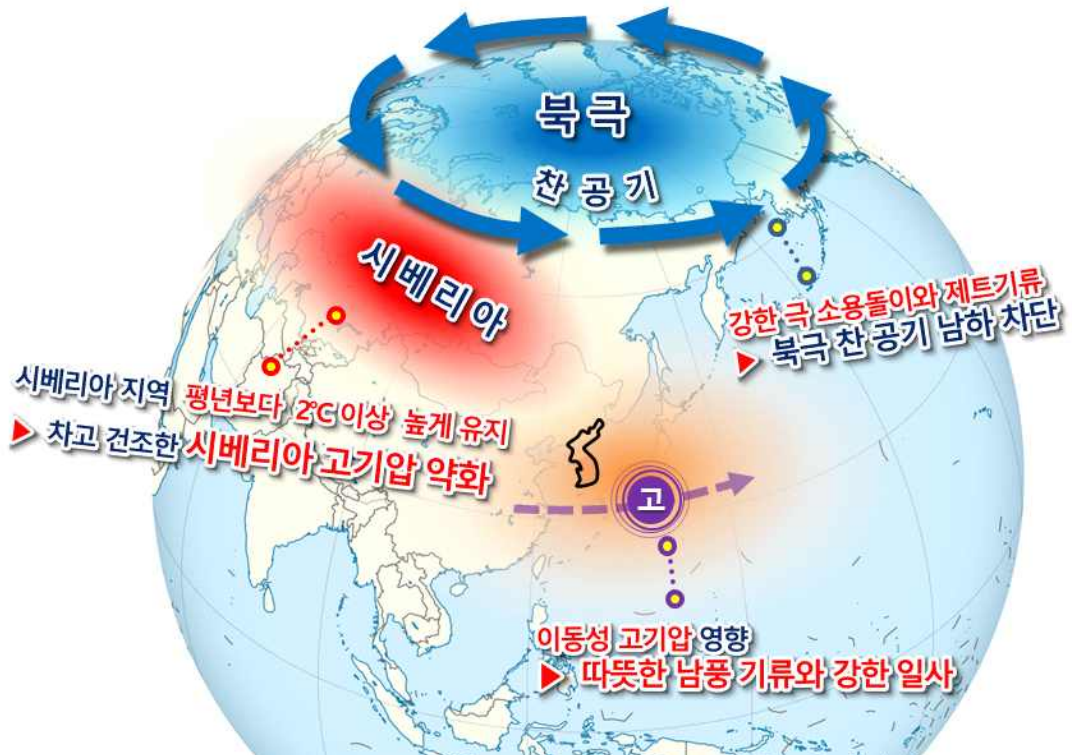 북극
찬 공기
시베리아
강한 극 소용돌이와 제트기류
▶ 북극 찬 공기 남하 차단
시베리아 지역 평년보다 2℃ 이상 높게 유지
▶ 차고 건조한 시베리아 고기압 약화
고
이동성 고기압 영향
▶ 따뜻한 남풍 기류와 강한 일사